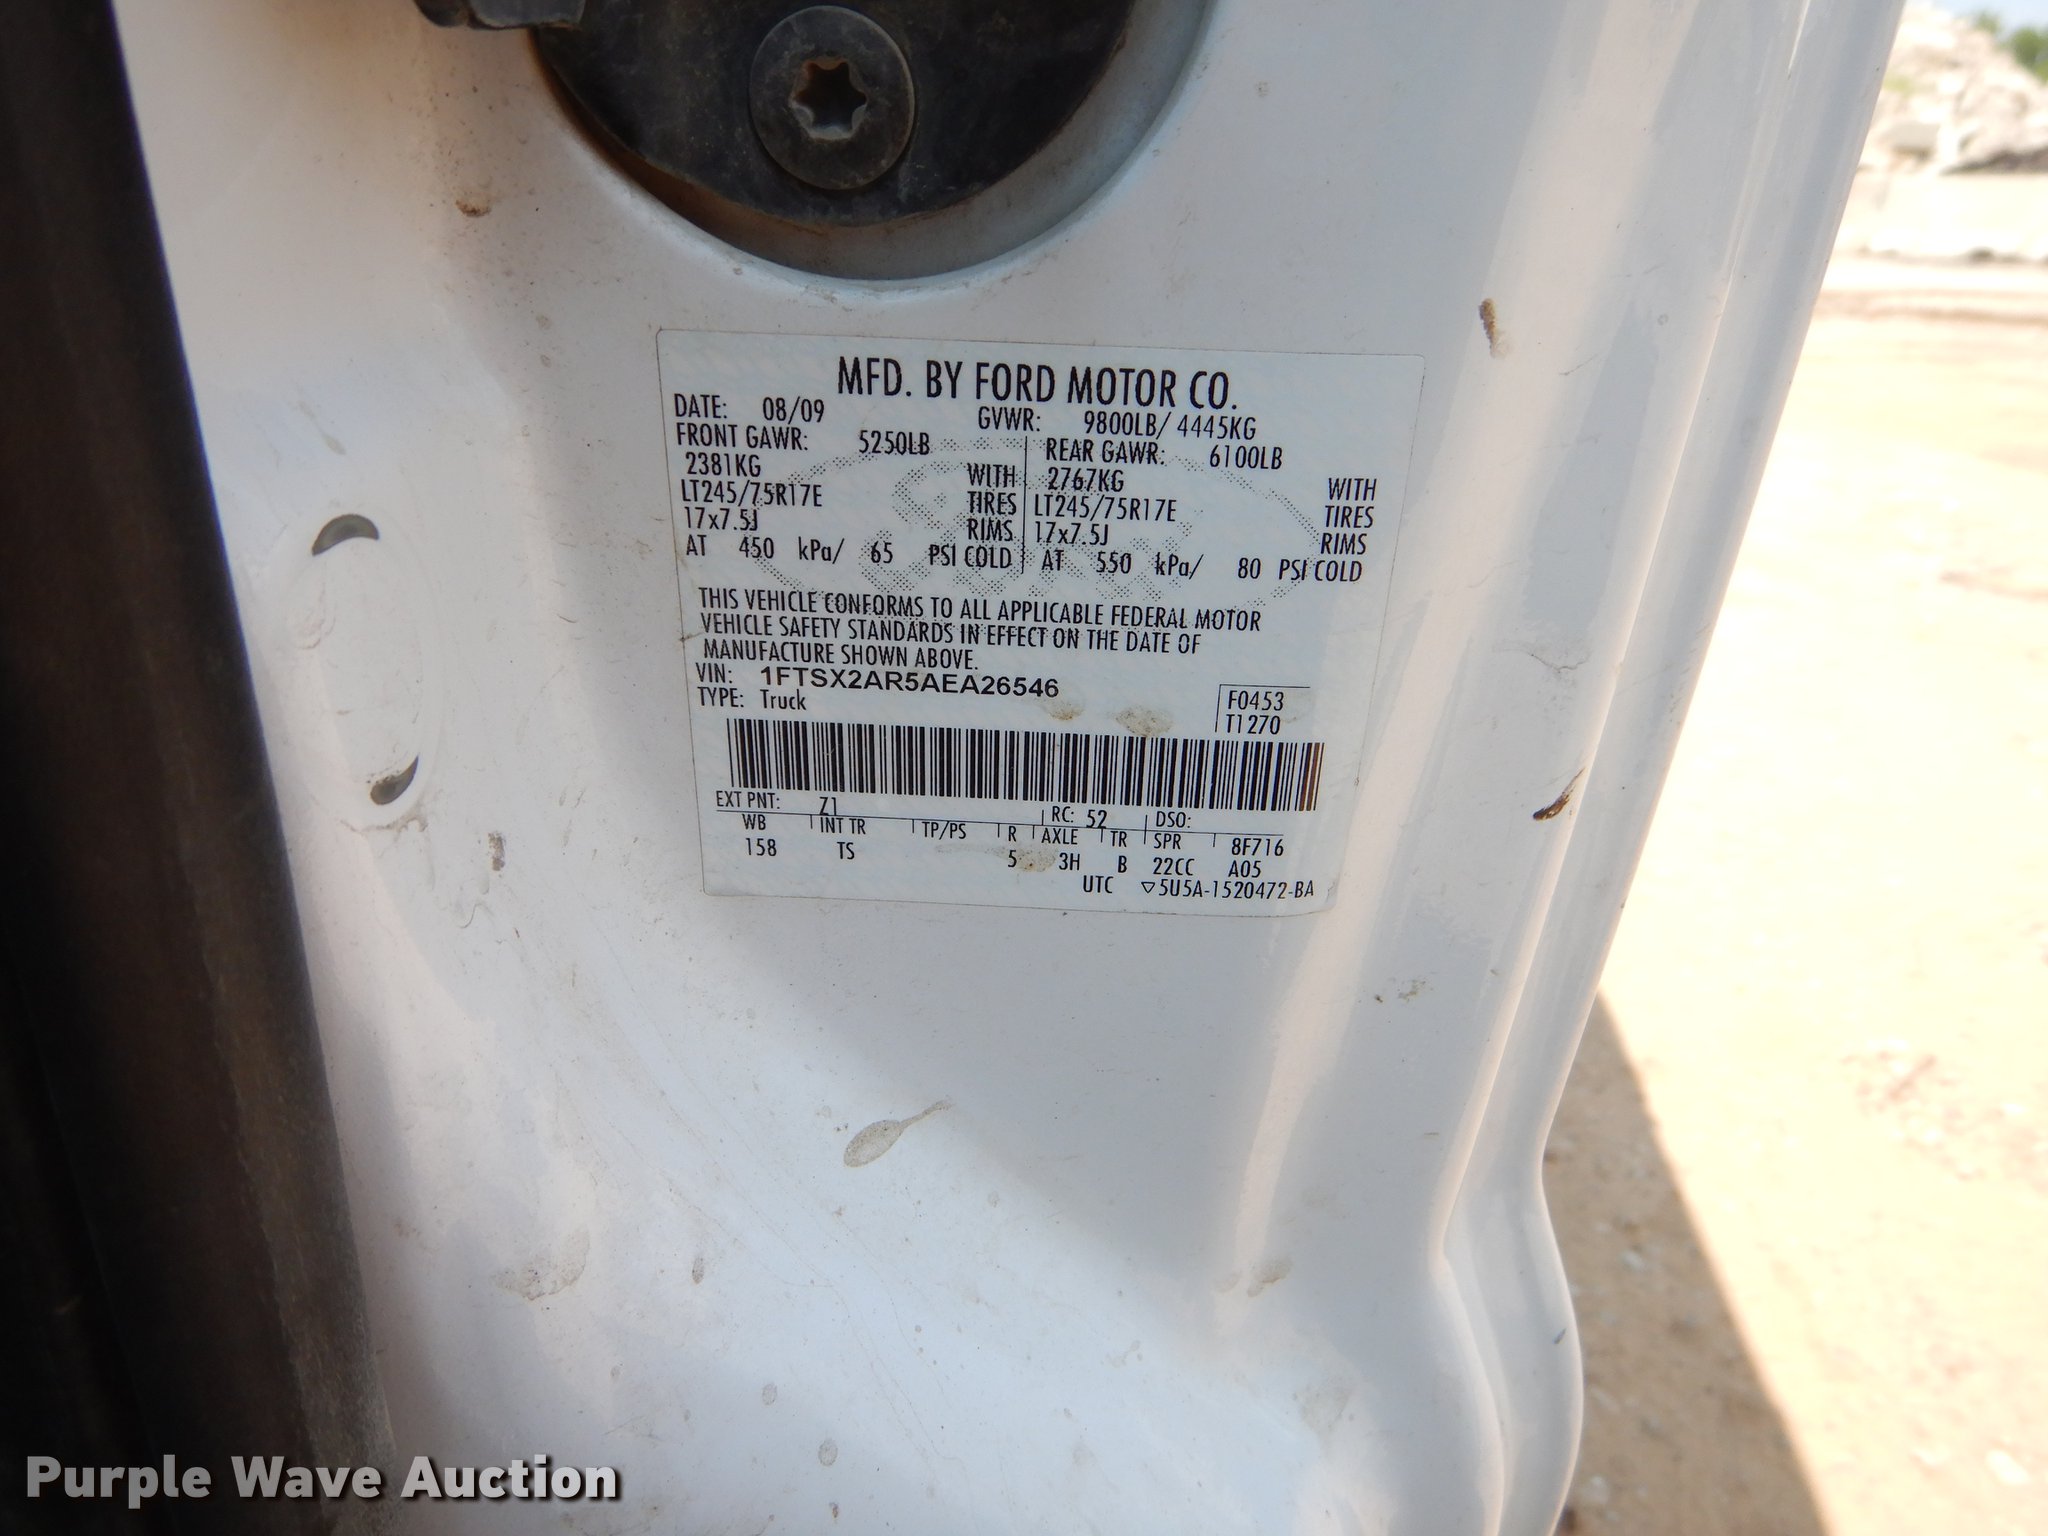 MFD. BY FORD MOTOR CO.
DATE: 08/09 GVWR: 9800LB/ 4445KG
FRONT GAWR: 5250LB REAR GAWR: 6100LB
2381KG WITH 2767KG WITH
LT245/75R17E TIRES LT245/75R17E TIRES
17x7.5J RIMS 17x7.5J RIMS
AT 450 kPa/ 65 PSI COLD AT 550 kPa/ 80 PSI COLD
THIS VEHICLE CONFORMS TO ALL APPLICABLE FEDERAL MOTOR
VEHICLE SAFETY STANDARDS IN EFFECT ON THE DATE OF
MANUFACTURE SHOWN ABOVE.
VIN: 1FTSX2AR5AEA26546
TYPE: Truck F0453
T1270
EXT PNT: Z1 RC: 52 DSO:
WB INT TR TP/PS R AXLE TR SPR 8F716
158 TS 5 3H B 22CC A05
UTC ▽5U5A-1520472-BA
Purple Wave Auction